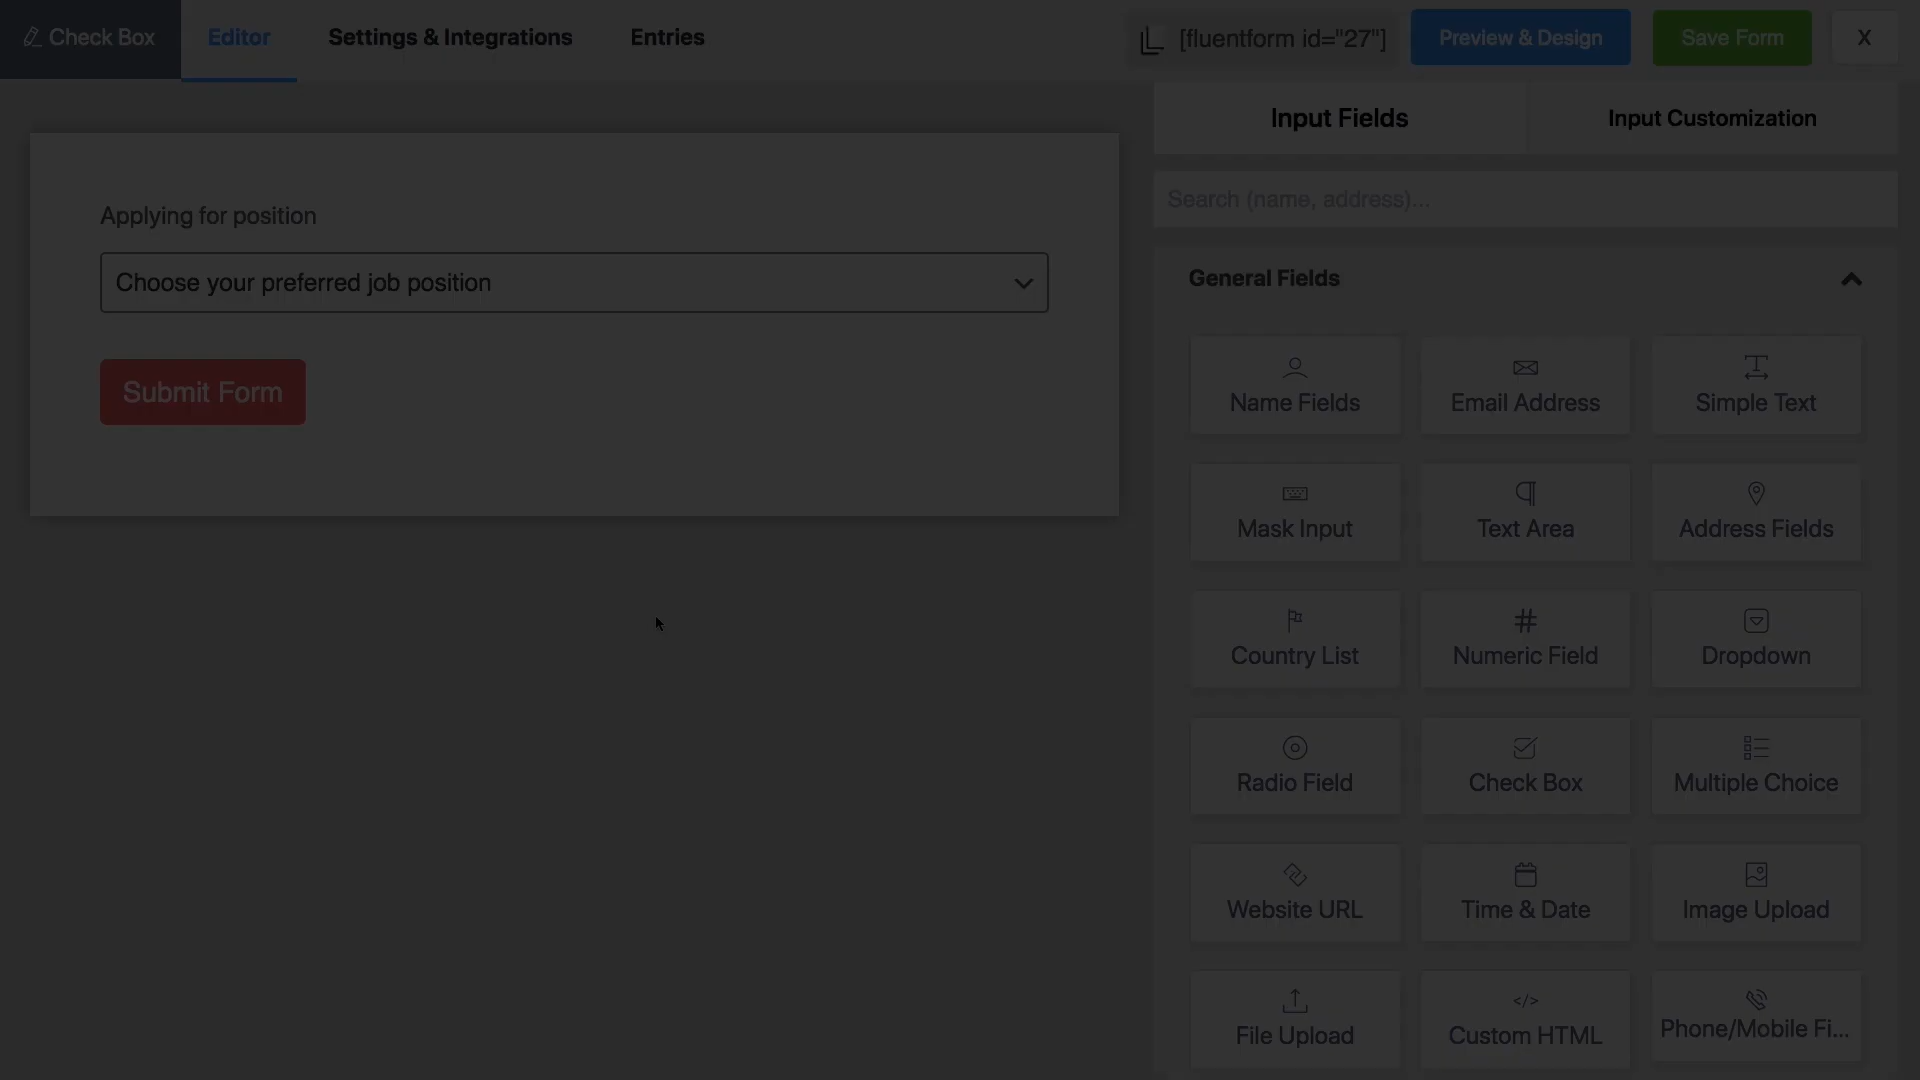 Check Box
Editor
Settings & Integrations
Entries
[fluentform id="27"]
Preview & Design
Save Form
X
Input Fields
Input Customization
Search (name, address)...
Applying for position
Choose your preferred job position
Submit Form
General Fields
Name Fields
Email Address
Simple Text
Mask Input
Text Area
Address Fields
Country List
Numeric Field
Dropdown
Radio Field
Check Box
Multiple Choice
Website URL
Time & Date
Image Upload
File Upload
Custom HTML
Phone/Mobile Fi...